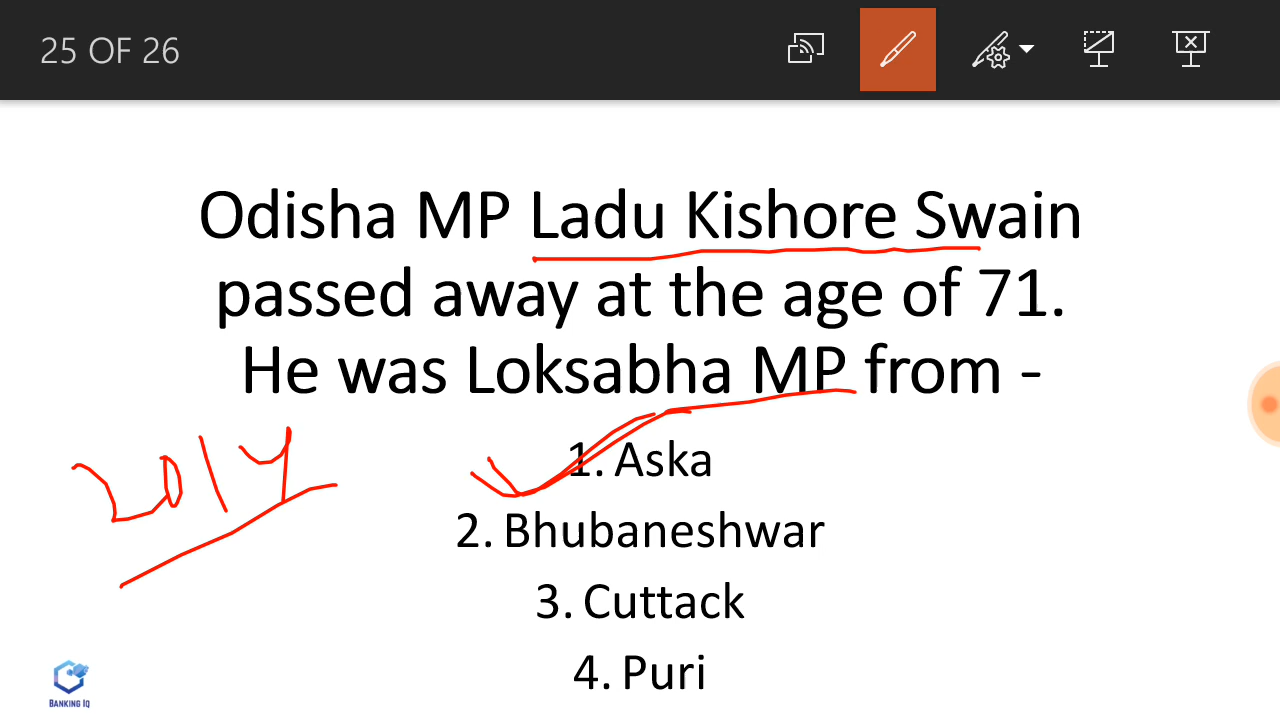 25 OF 26
Odisha MP Ladu Kishore Swain
passed away at the age of 71.
He was Loksabha MP from -
2014
1. Aska
2. Bhubaneshwar
3. Cuttack
4. Puri
BANKING IQ